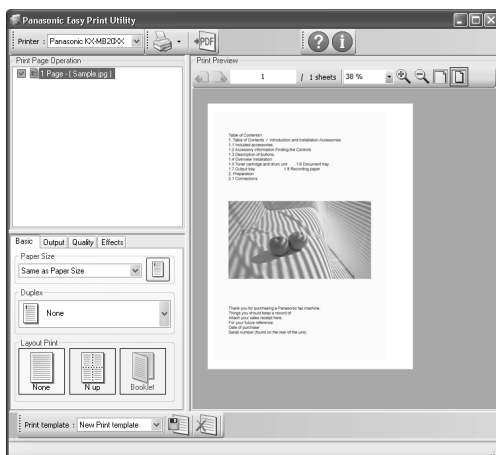 Panasonic Easy Print Utility
Printer : Panasonic KX-MB20XX
PDF
Print Page Operation
1 Page - ( Sample.jpg )
Print Preview
1 / 1 sheets 38 %
Table of Contents1
1. Table of Contents / Introduction and Installation Accessories
1.1 Included accessories.
1.2 Accessory information Finding the Controls
1.3 Description of buttons.
1.4 Overview Installation
1.5 Toner cartridge and drum unit 1.6 Document tray
1.7 Output tray 1.8 Recording paper
2. Preparation
2.1 Connections
Thank you for purchasing a Panasonic fax machine.
Things you should keep a record of
Attach your sales receipt here.
For your future reference
Date of purchase
Serial number (found on the rear of the unit)
Basic Output Quality Effects
Paper Size
Same as Paper Size
Duplex
None
Layout Print
None N up Booklet
Print template : New Print template